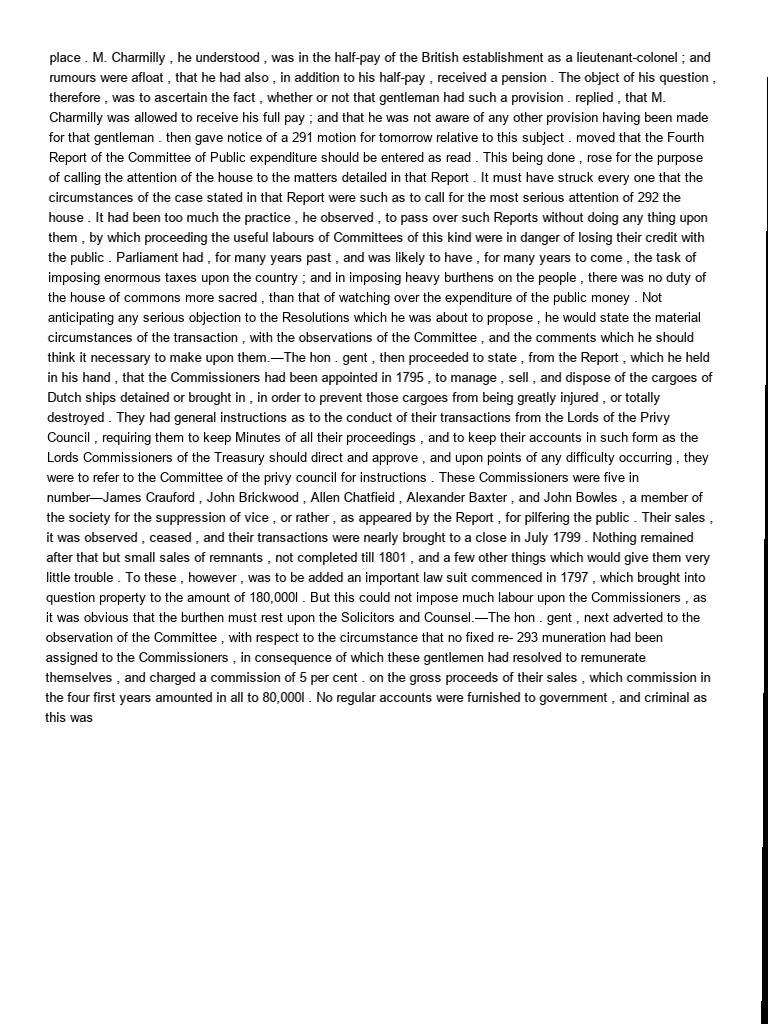 place . M. Charmilly , he understood , was in the half-pay of the British establishment as a lieutenant-colonel ; and
rumours were afloat , that he had also , in addition to his half-pay , received a pension . The object of his question ,
therefore , was to ascertain the fact , whether or not that gentleman had such a provision . replied , that M.
Charmilly was allowed to receive his full pay ; and that he was not aware of any other provision having been made
for that gentleman . then gave notice of a 291 motion for tomorrow relative to this subject . moved that the Fourth
Report of the Committee of Public expenditure should be entered as read . This being done , rose for the purpose
of calling the attention of the house to the matters detailed in that Report . It must have struck every one that the
circumstances of the case stated in that Report were such as to call for the most serious attention of 292 the
house . It had been too much the practice , he observed , to pass over such Reports without doing any thing upon
them , by which proceeding the useful labours of Committees of this kind were in danger of losing their credit with
the public . Parliament had , for many years past , and was likely to have , for many years to come , the task of
imposing enormous taxes upon the country ; and in imposing heavy burthens on the people , there was no duty of
the house of commons more sacred , than that of watching over the expenditure of the public money . Not
anticipating any serious objection to the Resolutions which he was about to propose , he would state the material
circumstances of the transaction , with the observations of the Committee , and the comments which he should
think it necessary to make upon them.—The hon . gent , then proceeded to state , from the Report , which he held
in his hand , that the Commissioners had been appointed in 1795 , to manage , sell , and dispose of the cargoes of
Dutch ships detained or brought in , in order to prevent those cargoes from being greatly injured , or totally
destroyed . They had general instructions as to the conduct of their transactions from the Lords of the Privy
Council , requiring them to keep Minutes of all their proceedings , and to keep their accounts in such form as the
Lords Commissioners of the Treasury should direct and approve , and upon points of any difficulty occurring , they
were to refer to the Committee of the privy council for instructions . These Commissioners were five in
number—James Crauford , John Brickwood , Allen Chatfieid , Alexander Baxter , and John Bowles , a member of
the society for the suppression of vice , or rather , as appeared by the Report , for pilfering the public . Their sales ,
it was observed , ceased , and their transactions were nearly brought to a close in July 1799 . Nothing remained
after that but small sales of remnants , not completed till 1801 , and a few other things which would give them very
little trouble . To these , however , was to be added an important law suit commenced in 1797 , which brought into
question property to the amount of 180,000l . But this could not impose much labour upon the Commissioners , as
it was obvious that the burthen must rest upon the Solicitors and Counsel.—The hon . gent , next adverted to the
observation of the Committee , with respect to the circumstance that no fixed re- 293 muneration had been
assigned to the Commissioners , in consequence of which these gentlemen had resolved to remunerate
themselves , and charged a commission of 5 per cent . on the gross proceeds of their sales , which commission in
the four first years amounted in all to 80,000l . No regular accounts were furnished to government , and criminal as
this was